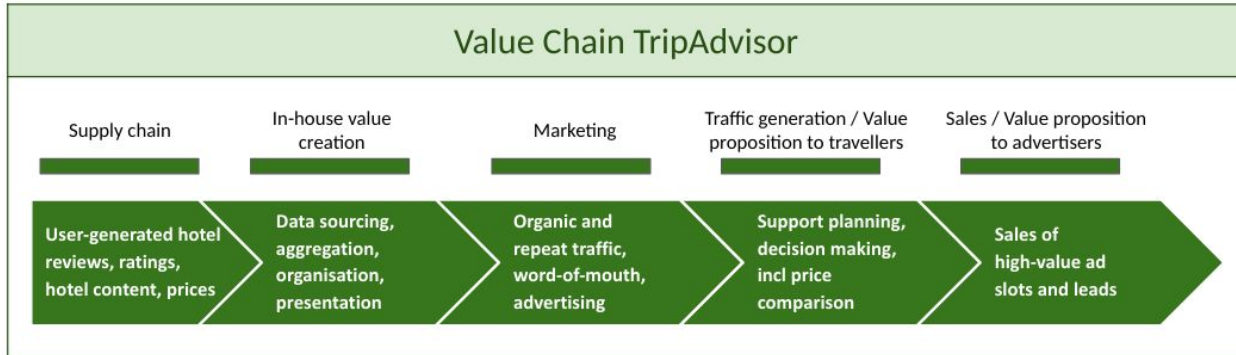 Value Chain TripAdvisor
Supply chain
In-house value
creation
Marketing
Traffic generation / Value
proposition to travellers
Sales / Value proposition
to advertisers
User-generated hotel
reviews, ratings,
hotel content, prices
Data sourcing,
aggregation,
organisation,
presentation
Organic and
repeat traffic,
word-of-mouth,
advertising
Support planning,
decision making,
incl price
comparison
Sales of
high-value ad
slots and leads